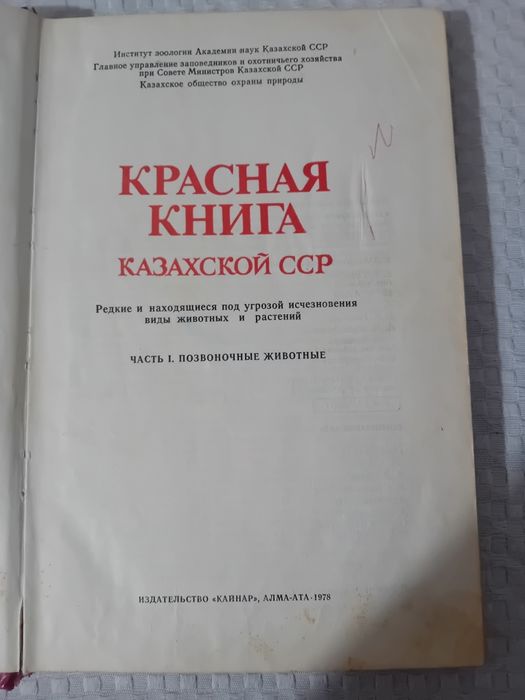 Институт зоологии Академии наук Казахской ССР
Главное управление заповедников и охотничьего хозяйства
при Совете Министров Казахской ССР
Казахское общество охраны природы
КРАСНАЯ
КНИГА
КАЗАХСКОЙ ССР
Редкие и находящиеся под угрозой исчезновения
виды животных и растений
ЧАСТЬ I. ПОЗВОНОЧНЫЕ ЖИВОТНЫЕ
ИЗДАТЕЛЬСТВО «КАЙНАР», АЛМА-АТА · 1978